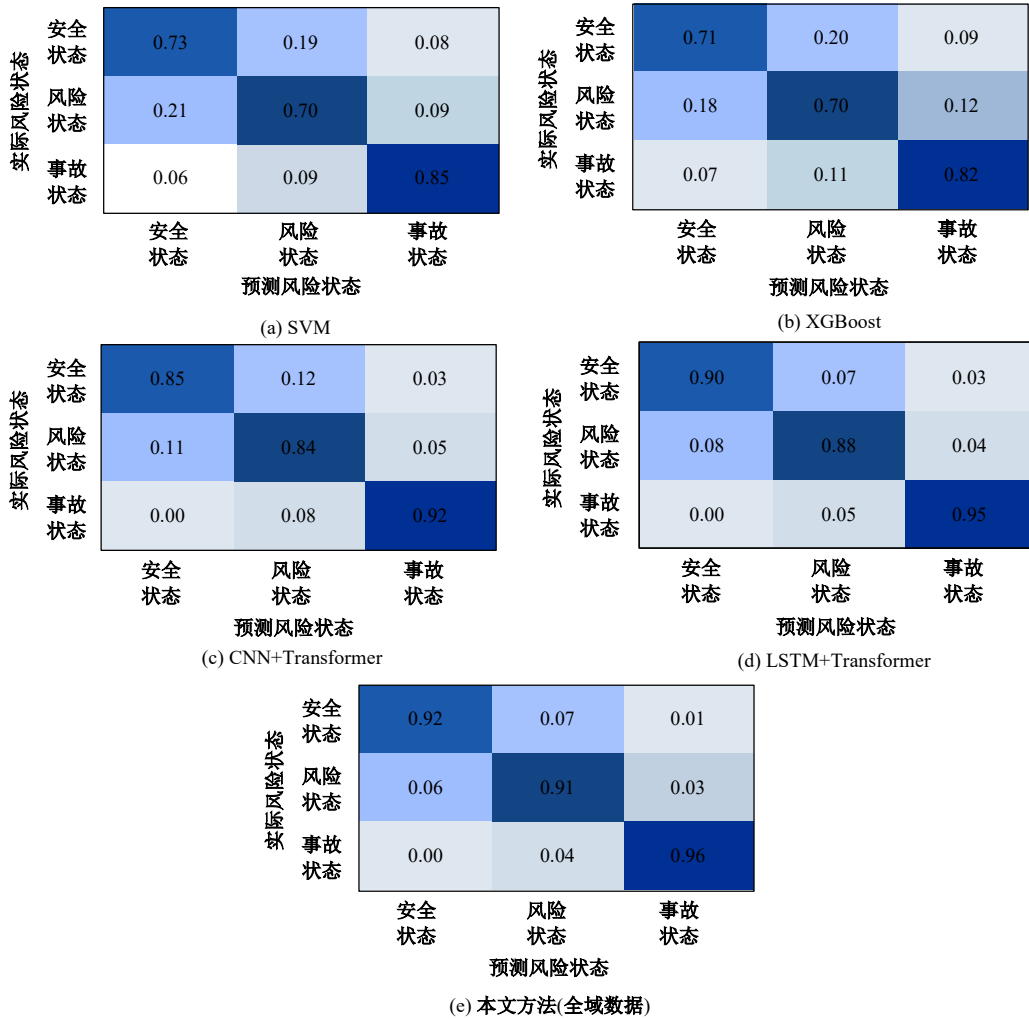 实际风险状态
安全
状态
0.73
0.19
0.08
风险
状态
0.21
0.70
0.09
事故
状态
0.06
0.09
0.85
安全
状态
风险
状态
事故
状态
预测风险状态
(a) SVM
实际风险状态
安全
状态
0.71
0.20
0.09
风险
状态
0.18
0.70
0.12
事故
状态
0.07
0.11
0.82
安全
状态
风险
状态
事故
状态
预测风险状态
(b) XGBoost
实际风险状态
安全
状态
0.85
0.12
0.03
风险
状态
0.11
0.84
0.05
事故
状态
0.00
0.08
0.92
安全
状态
风险
状态
事故
状态
预测风险状态
(c) CNN+Transformer
实际风险状态
安全
状态
0.90
0.07
0.03
风险
状态
0.08
0.88
0.04
事故
状态
0.00
0.05
0.95
安全
状态
风险
状态
事故
状态
预测风险状态
(d) LSTM+Transformer
实际风险状态
安全
状态
0.92
0.07
0.01
风险
状态
0.06
0.91
0.03
事故
状态
0.00
0.04
0.96
安全
状态
风险
状态
事故
状态
预测风险状态
(e) 本文方法(全域数据)